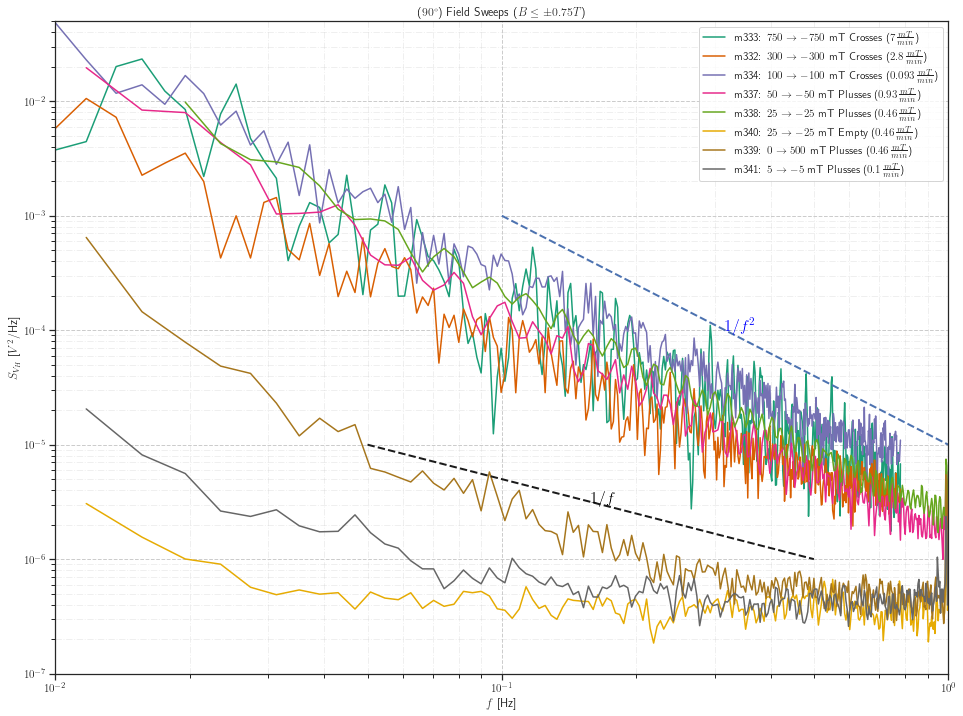 (90°) Field Sweeps (B ≤ ±0.75T)
m333: 750 → −750 mT Crosses (7 mT/min)
m332: 300 → −300 mT Crosses (2.8 mT/min)
m334: 100 → −100 mT Crosses (0.093 mT/min)
m337: 50 → −50 mT Plusses (0.93 mT/min)
m338: 25 → −25 mT Plusses (0.46 mT/min)
m340: 25 → −25 mT Empty (0.46 mT/min)
m339: 0 → 500 mT Plusses (0.46 mT/min)
m341: 5 → −5 mT Plusses (0.1 mT/min)
10⁻²
10⁻³
10⁻⁴
10⁻⁵
10⁻⁶
10⁻⁷
S_{V_H} [V²/Hz]
1/f²
1/f
10⁻²
10⁻¹
10⁰
f [Hz]